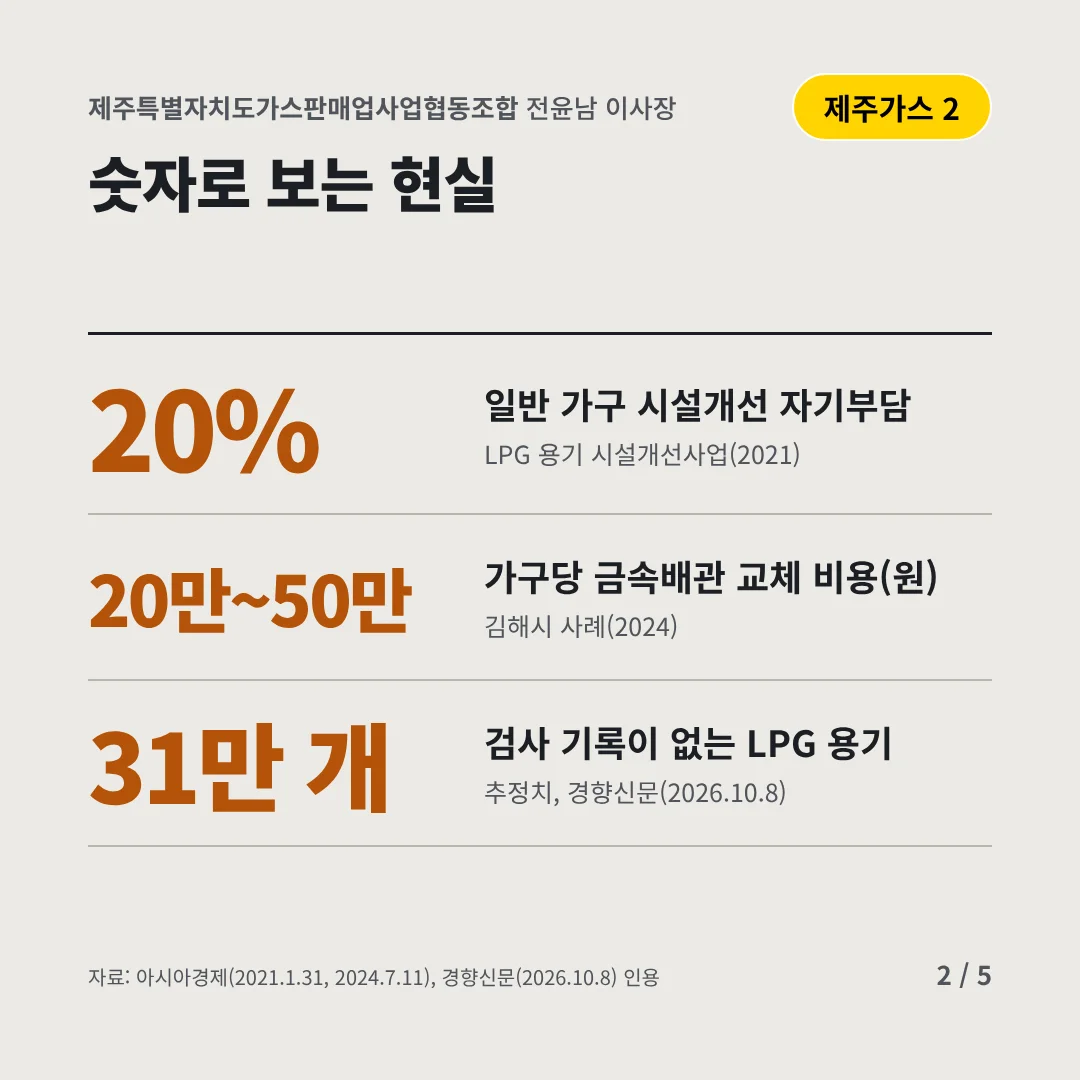 제주특별자치도가스판매업사업협동조합 전윤남 이사장
제주가스 2
숫자로 보는 현실
20%
일반 가구 시설개선 자기부담
LPG 용기 시설개선사업(2021)
20만~50만
가구당 금속배관 교체 비용(원)
김해시 사례(2024)
31만 개
검사 기록이 없는 LPG 용기
추정치, 경향신문(2026.10.8)
자료: 아시아경제(2021.1.31, 2024.7.11), 경향신문(2026.10.8) 인용
2 / 5